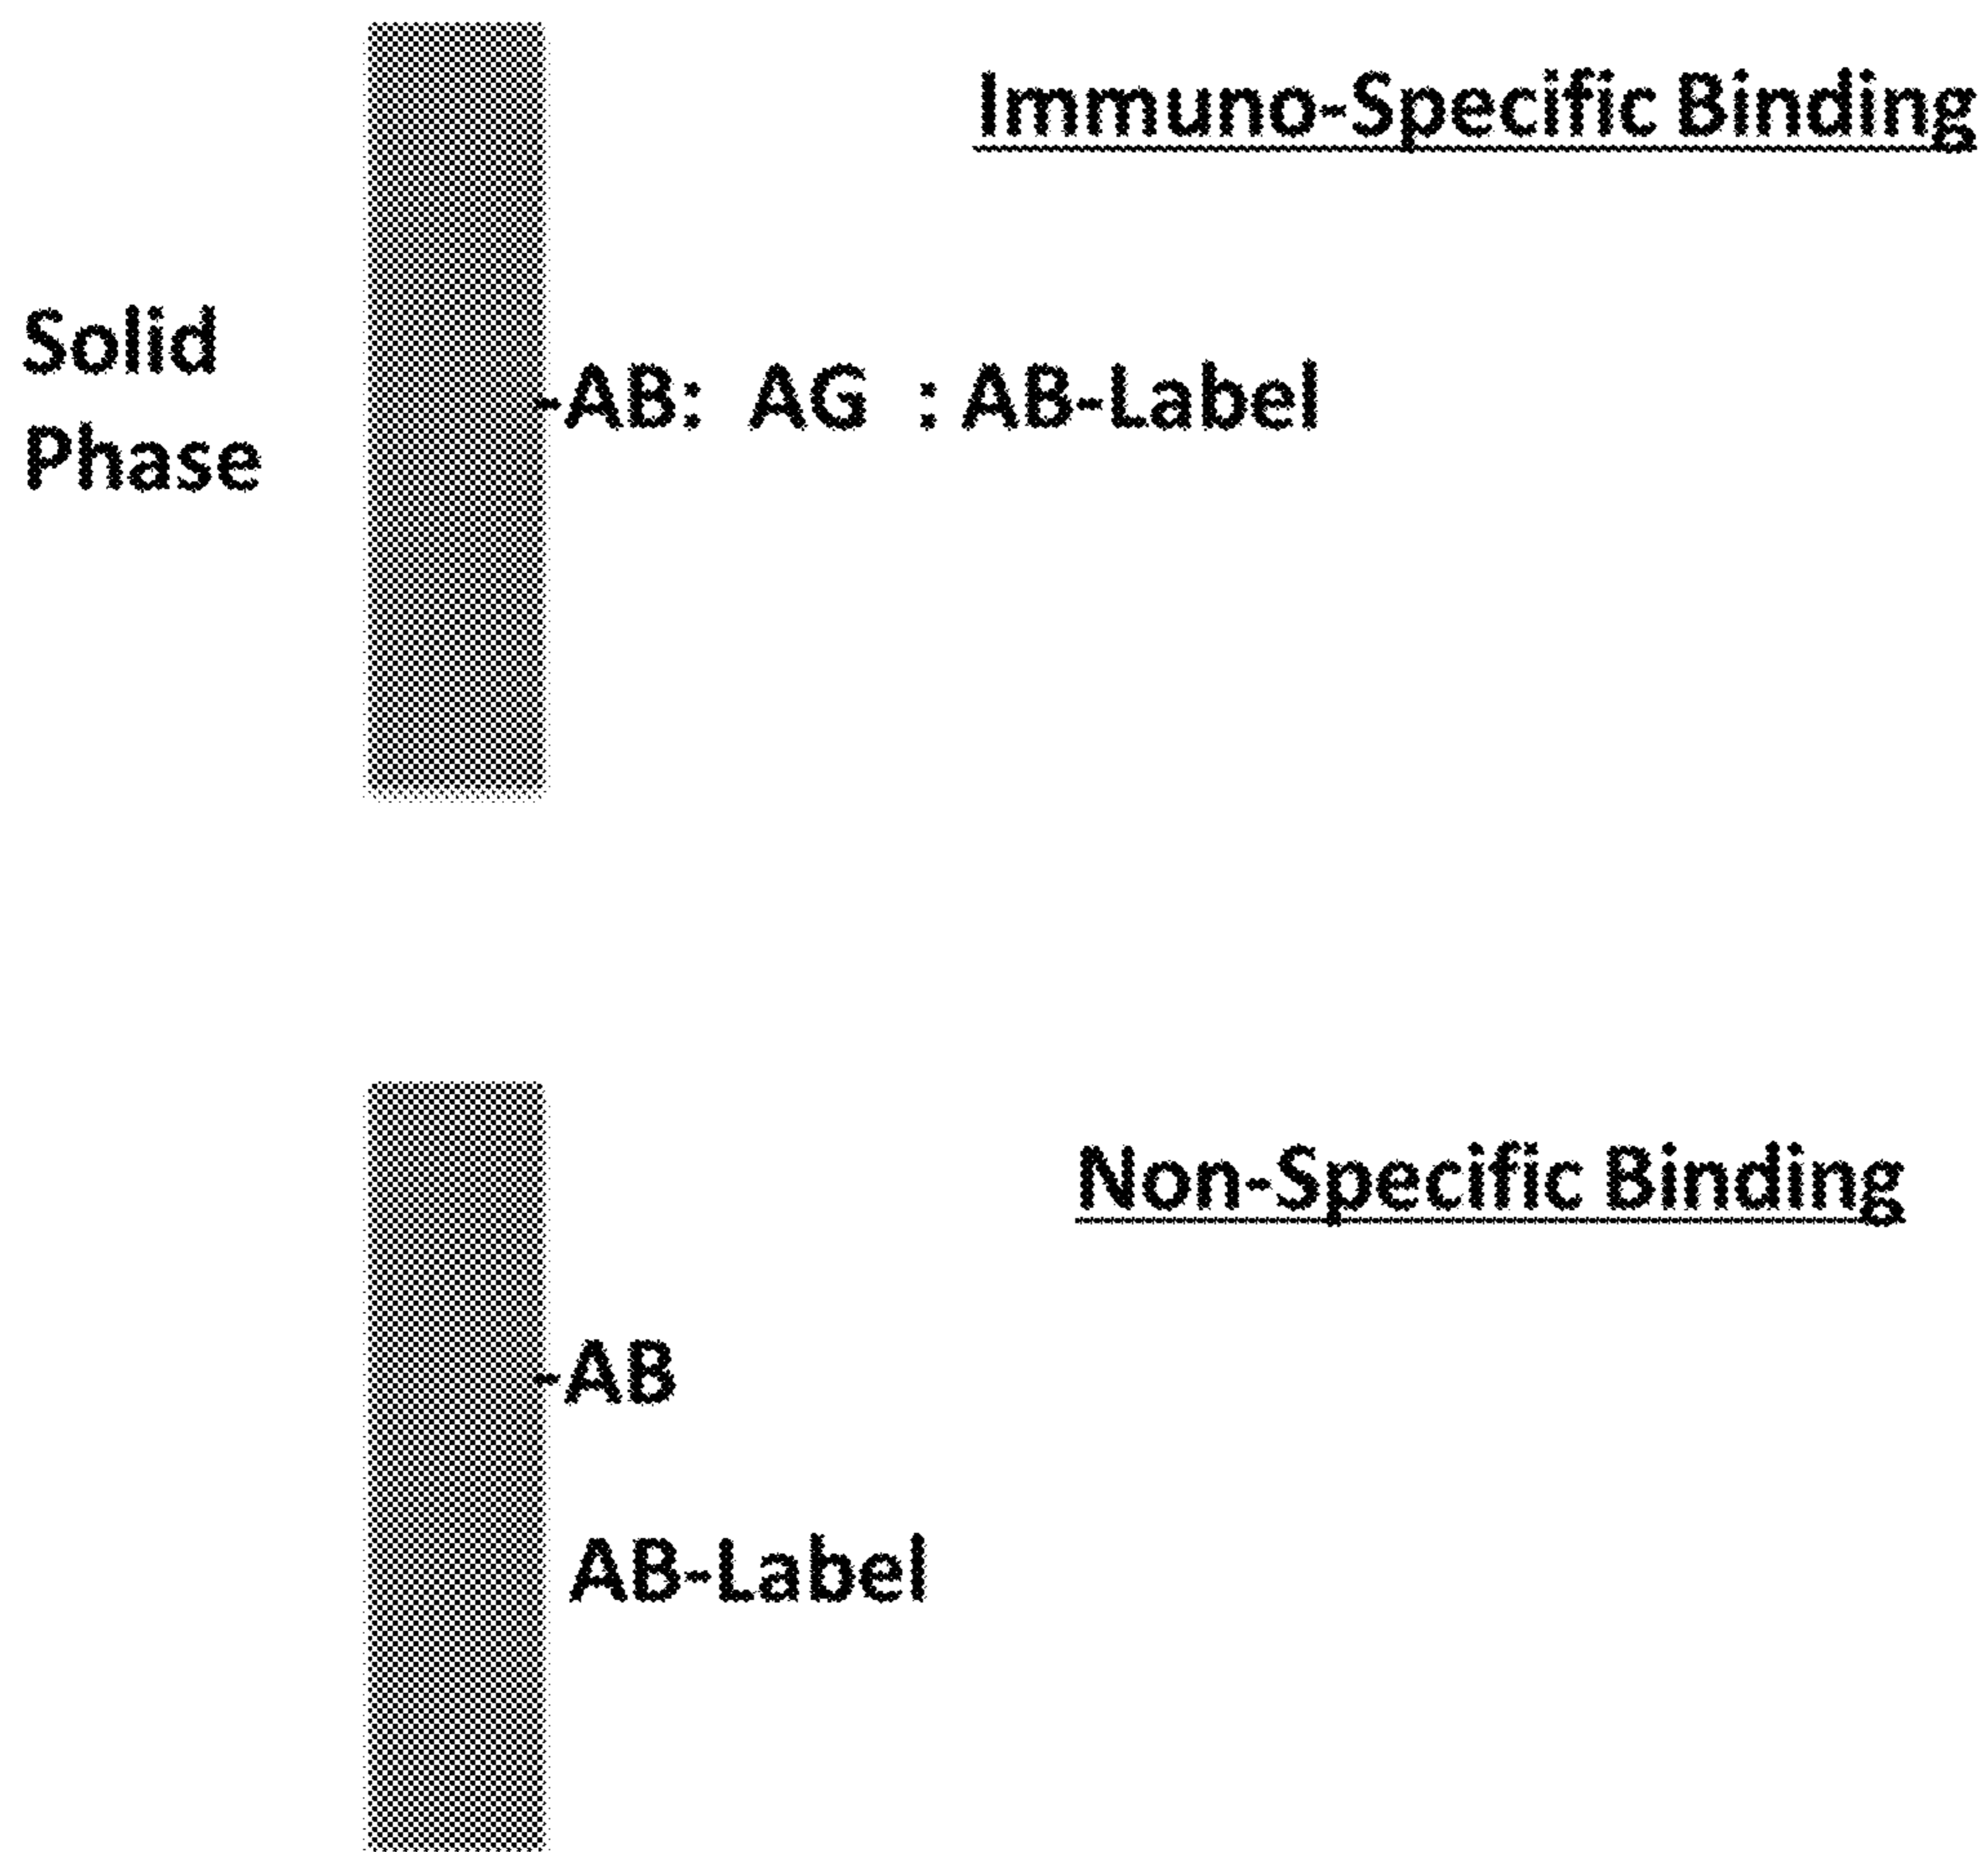 Immuno-Specific Binding
Solid
Phase
-AB: AG : AB-Label
Non-Specific Binding
-AB
AB-Label